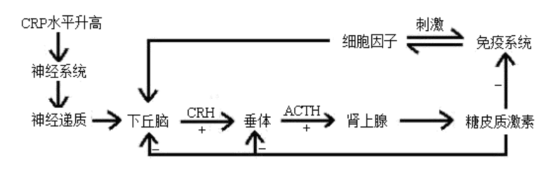 CRP水平升高
神经系统
神经递质
下丘脑
CRH
+
垂体
ACTH
+
肾上腺
糖皮质激素
细胞因子
刺激
免疫系统
−
−
−